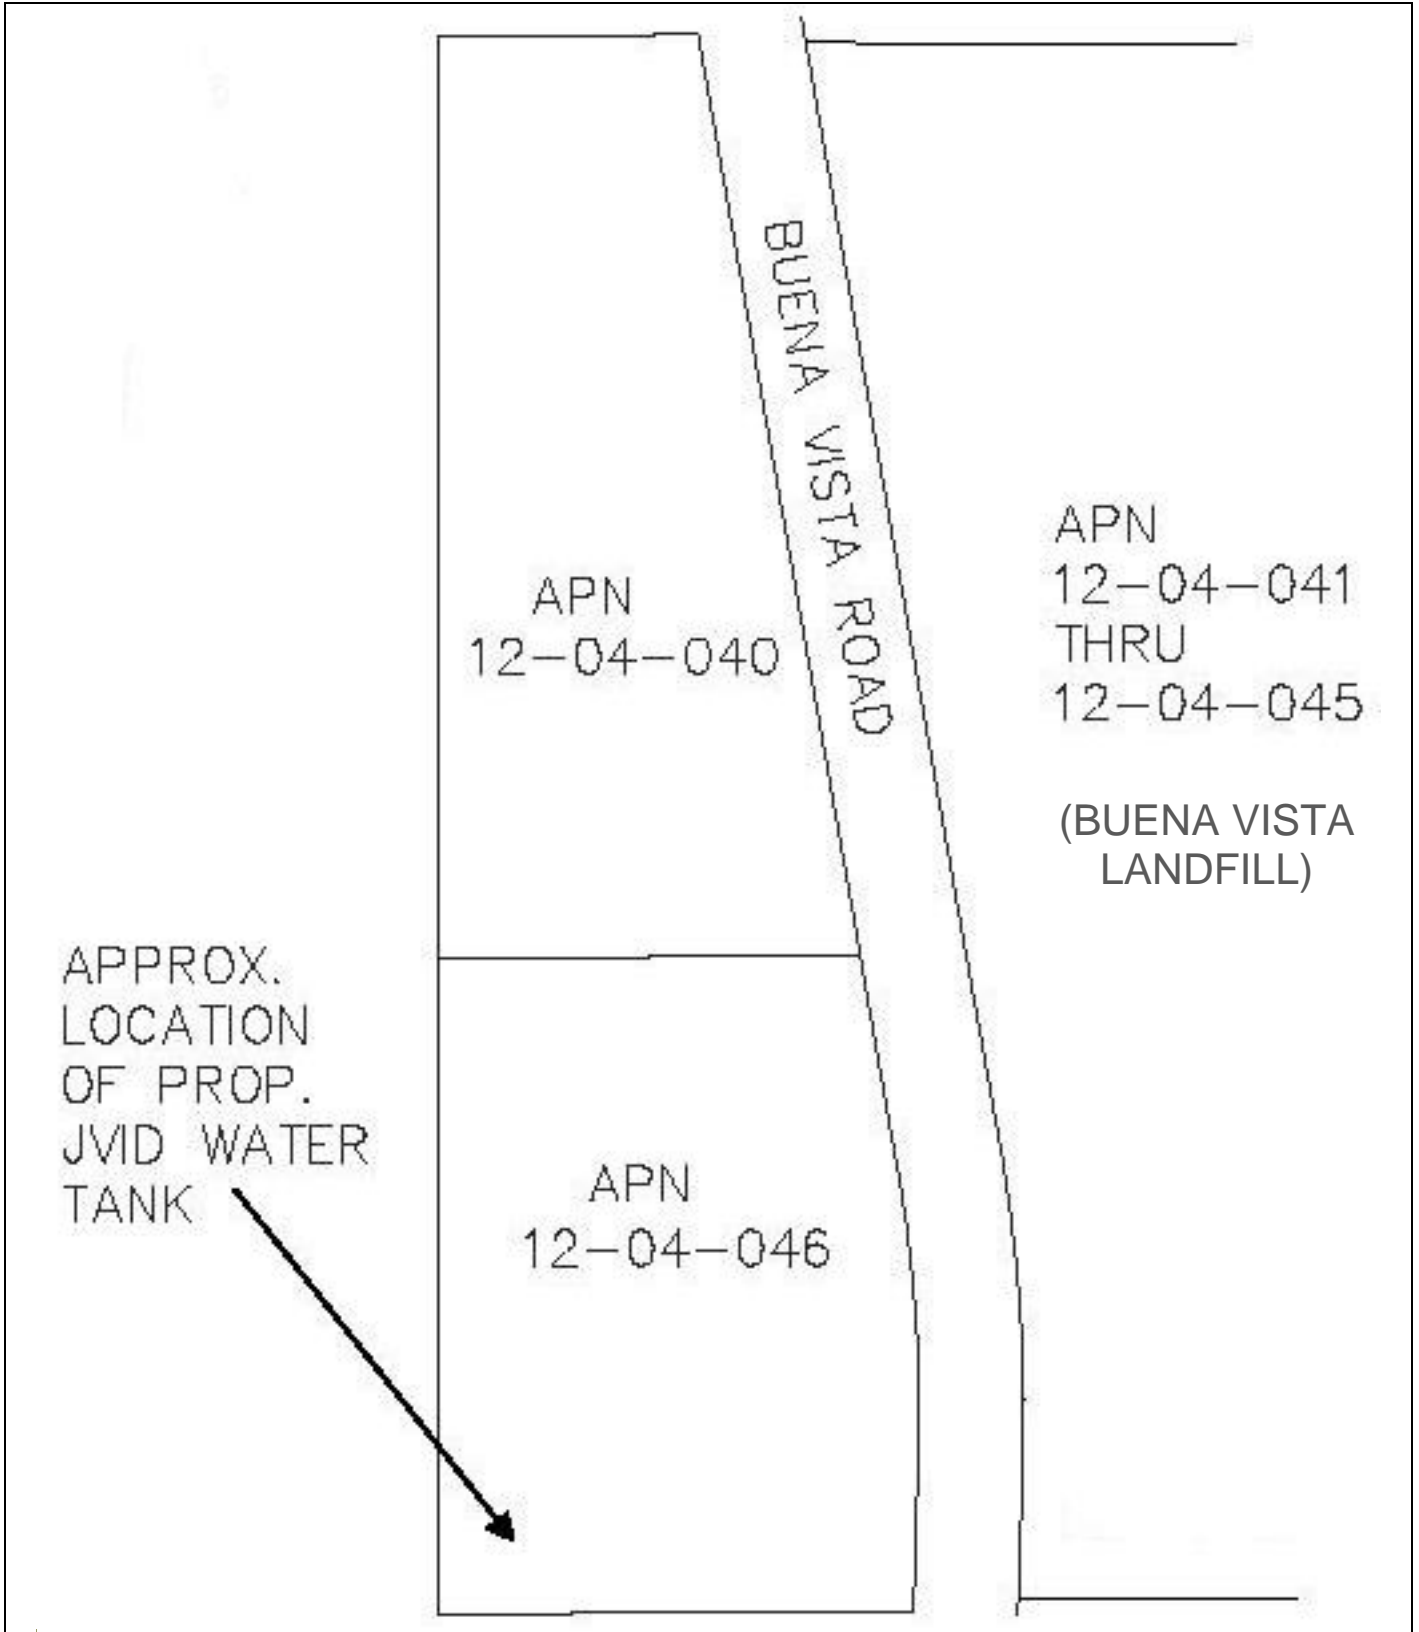 BUENA VISTA ROAD
APN
12-04-040
APN
12-04-041
THRU
12-04-045
(BUENA VISTA
LANDFILL)
APPROX.
LOCATION
OF PROP.
JVID WATER
TANK
APN
12-04-046